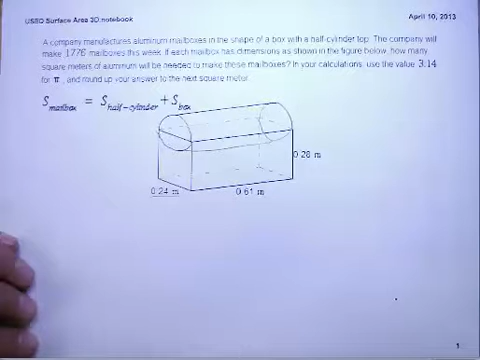 US9D Surface Area 3D.notebook
April 10, 2013
A company manufactures aluminum mailboxes in the shape of a box with a half-cylinder top. The company will
make 1776 mailboxes this week. If each mailbox has dimensions as shown in the figure below, how many
square meters of aluminum will be needed to make these mailboxes? In your calculations, use the value 3.14
for π, and round up your answer to the next square meter.
S mailbox = S half-cylinder + S box
0.28 m
0.24 m
0.61 m
1